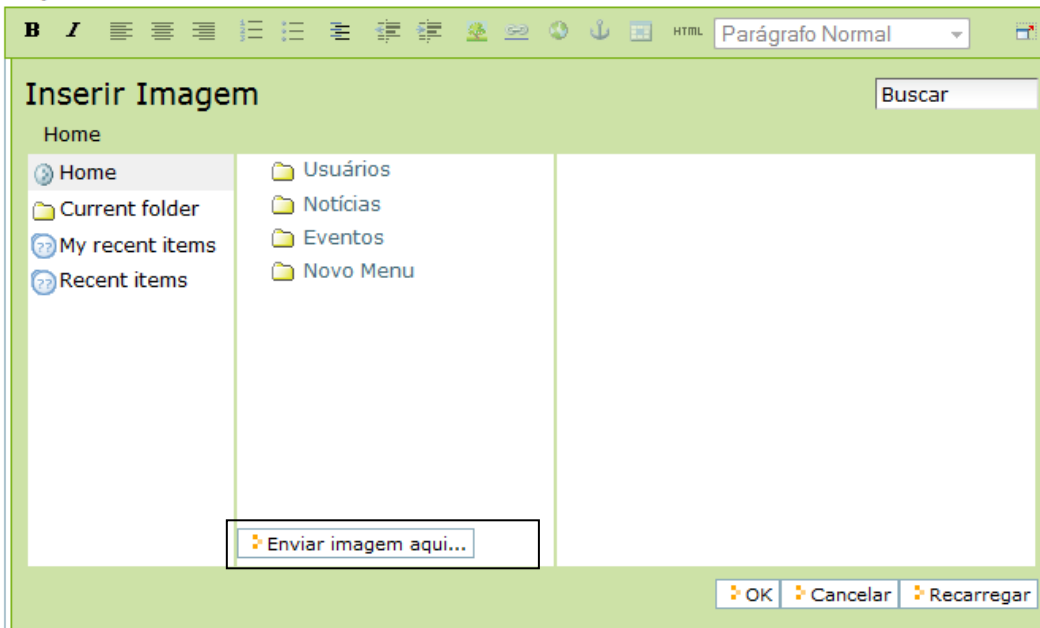 B I HTML Parágrafo Normal
Inserir Imagem
Buscar
Home
Home
Current folder
?? My recent items
?? Recent items
Usuários
Notícias
Eventos
Novo Menu
Enviar imagem aqui...
OK Cancelar Recarregar